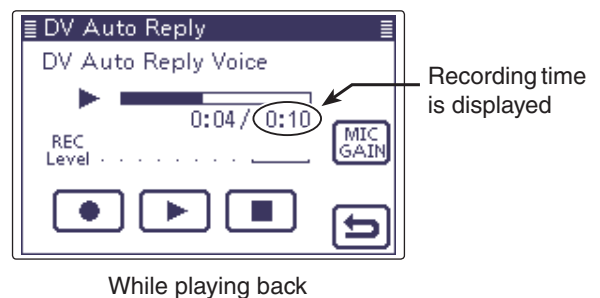 DV Auto Reply
DV Auto Reply Voice
Recording time
is displayed
0:04 / 0:10
REC
Level
MIC
GAIN
While playing back